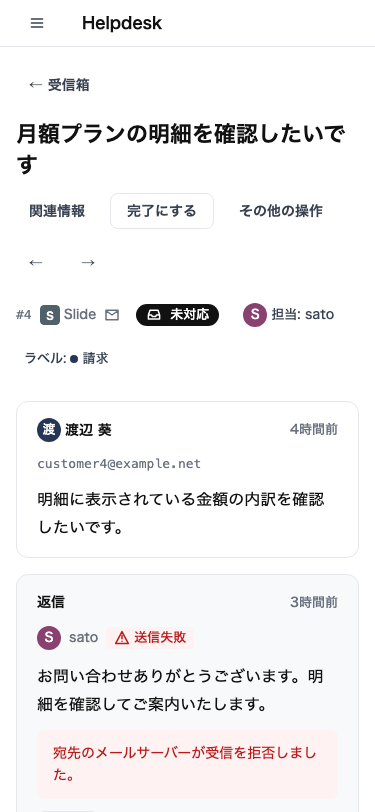 Helpdesk
← 受信箱
月額プランの明細を確認したいで
す
関連情報 完了にする その他の操作
← →
#4 S Slide 未対応 S 担当: sato
ラベル: 請求
渡 渡辺 葵 4時間前
customer4@example.net
明細に表示されている金額の内訳を確認
したいです。
返信 3時間前
S sato 送信失敗
お問い合わせありがとうございます。明
細を確認してご案内いたします。
宛先のメールサーバーが受信を拒否しまし
た。